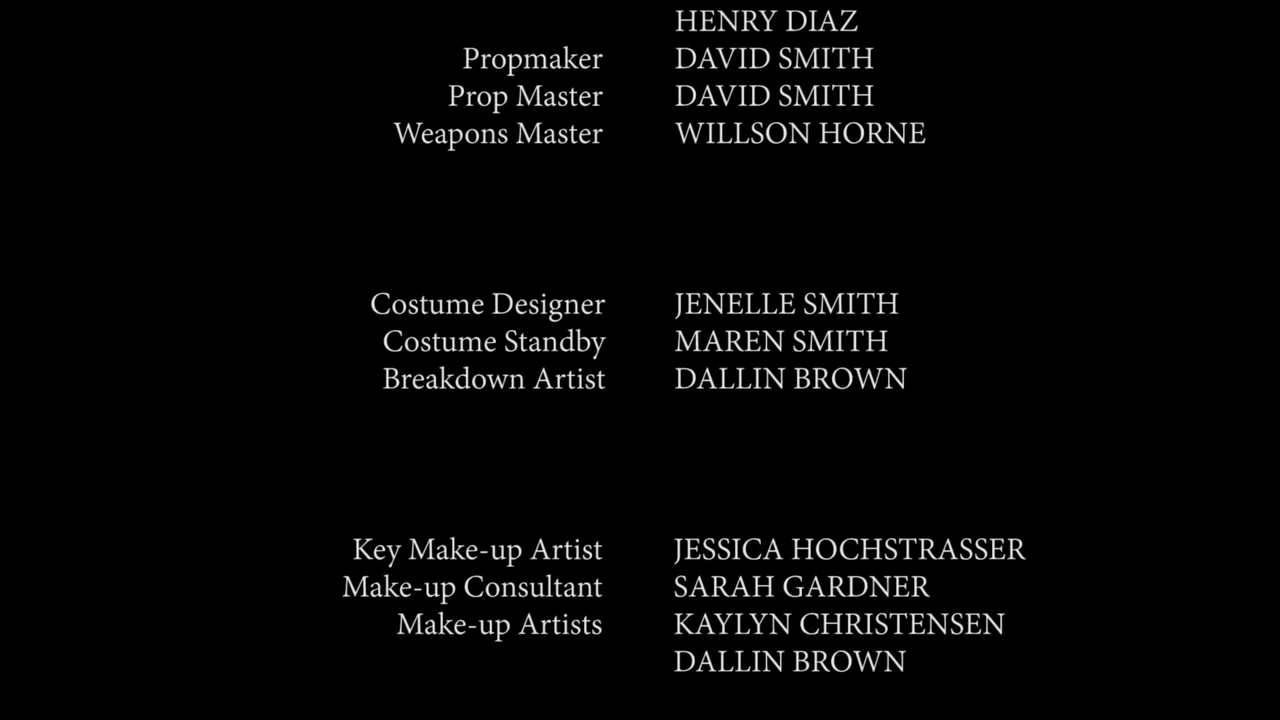 HENRY DIAZ
Propmaker DAVID SMITH
Prop Master DAVID SMITH
Weapons Master WILLSON HORNE
Costume Designer JENELLE SMITH
Costume Standby MAREN SMITH
Breakdown Artist DALLIN BROWN
Key Make-up Artist JESSICA HOCHSTRASSER
Make-up Consultant SARAH GARDNER
Make-up Artists KAYLYN CHRISTENSEN
DALLIN BROWN